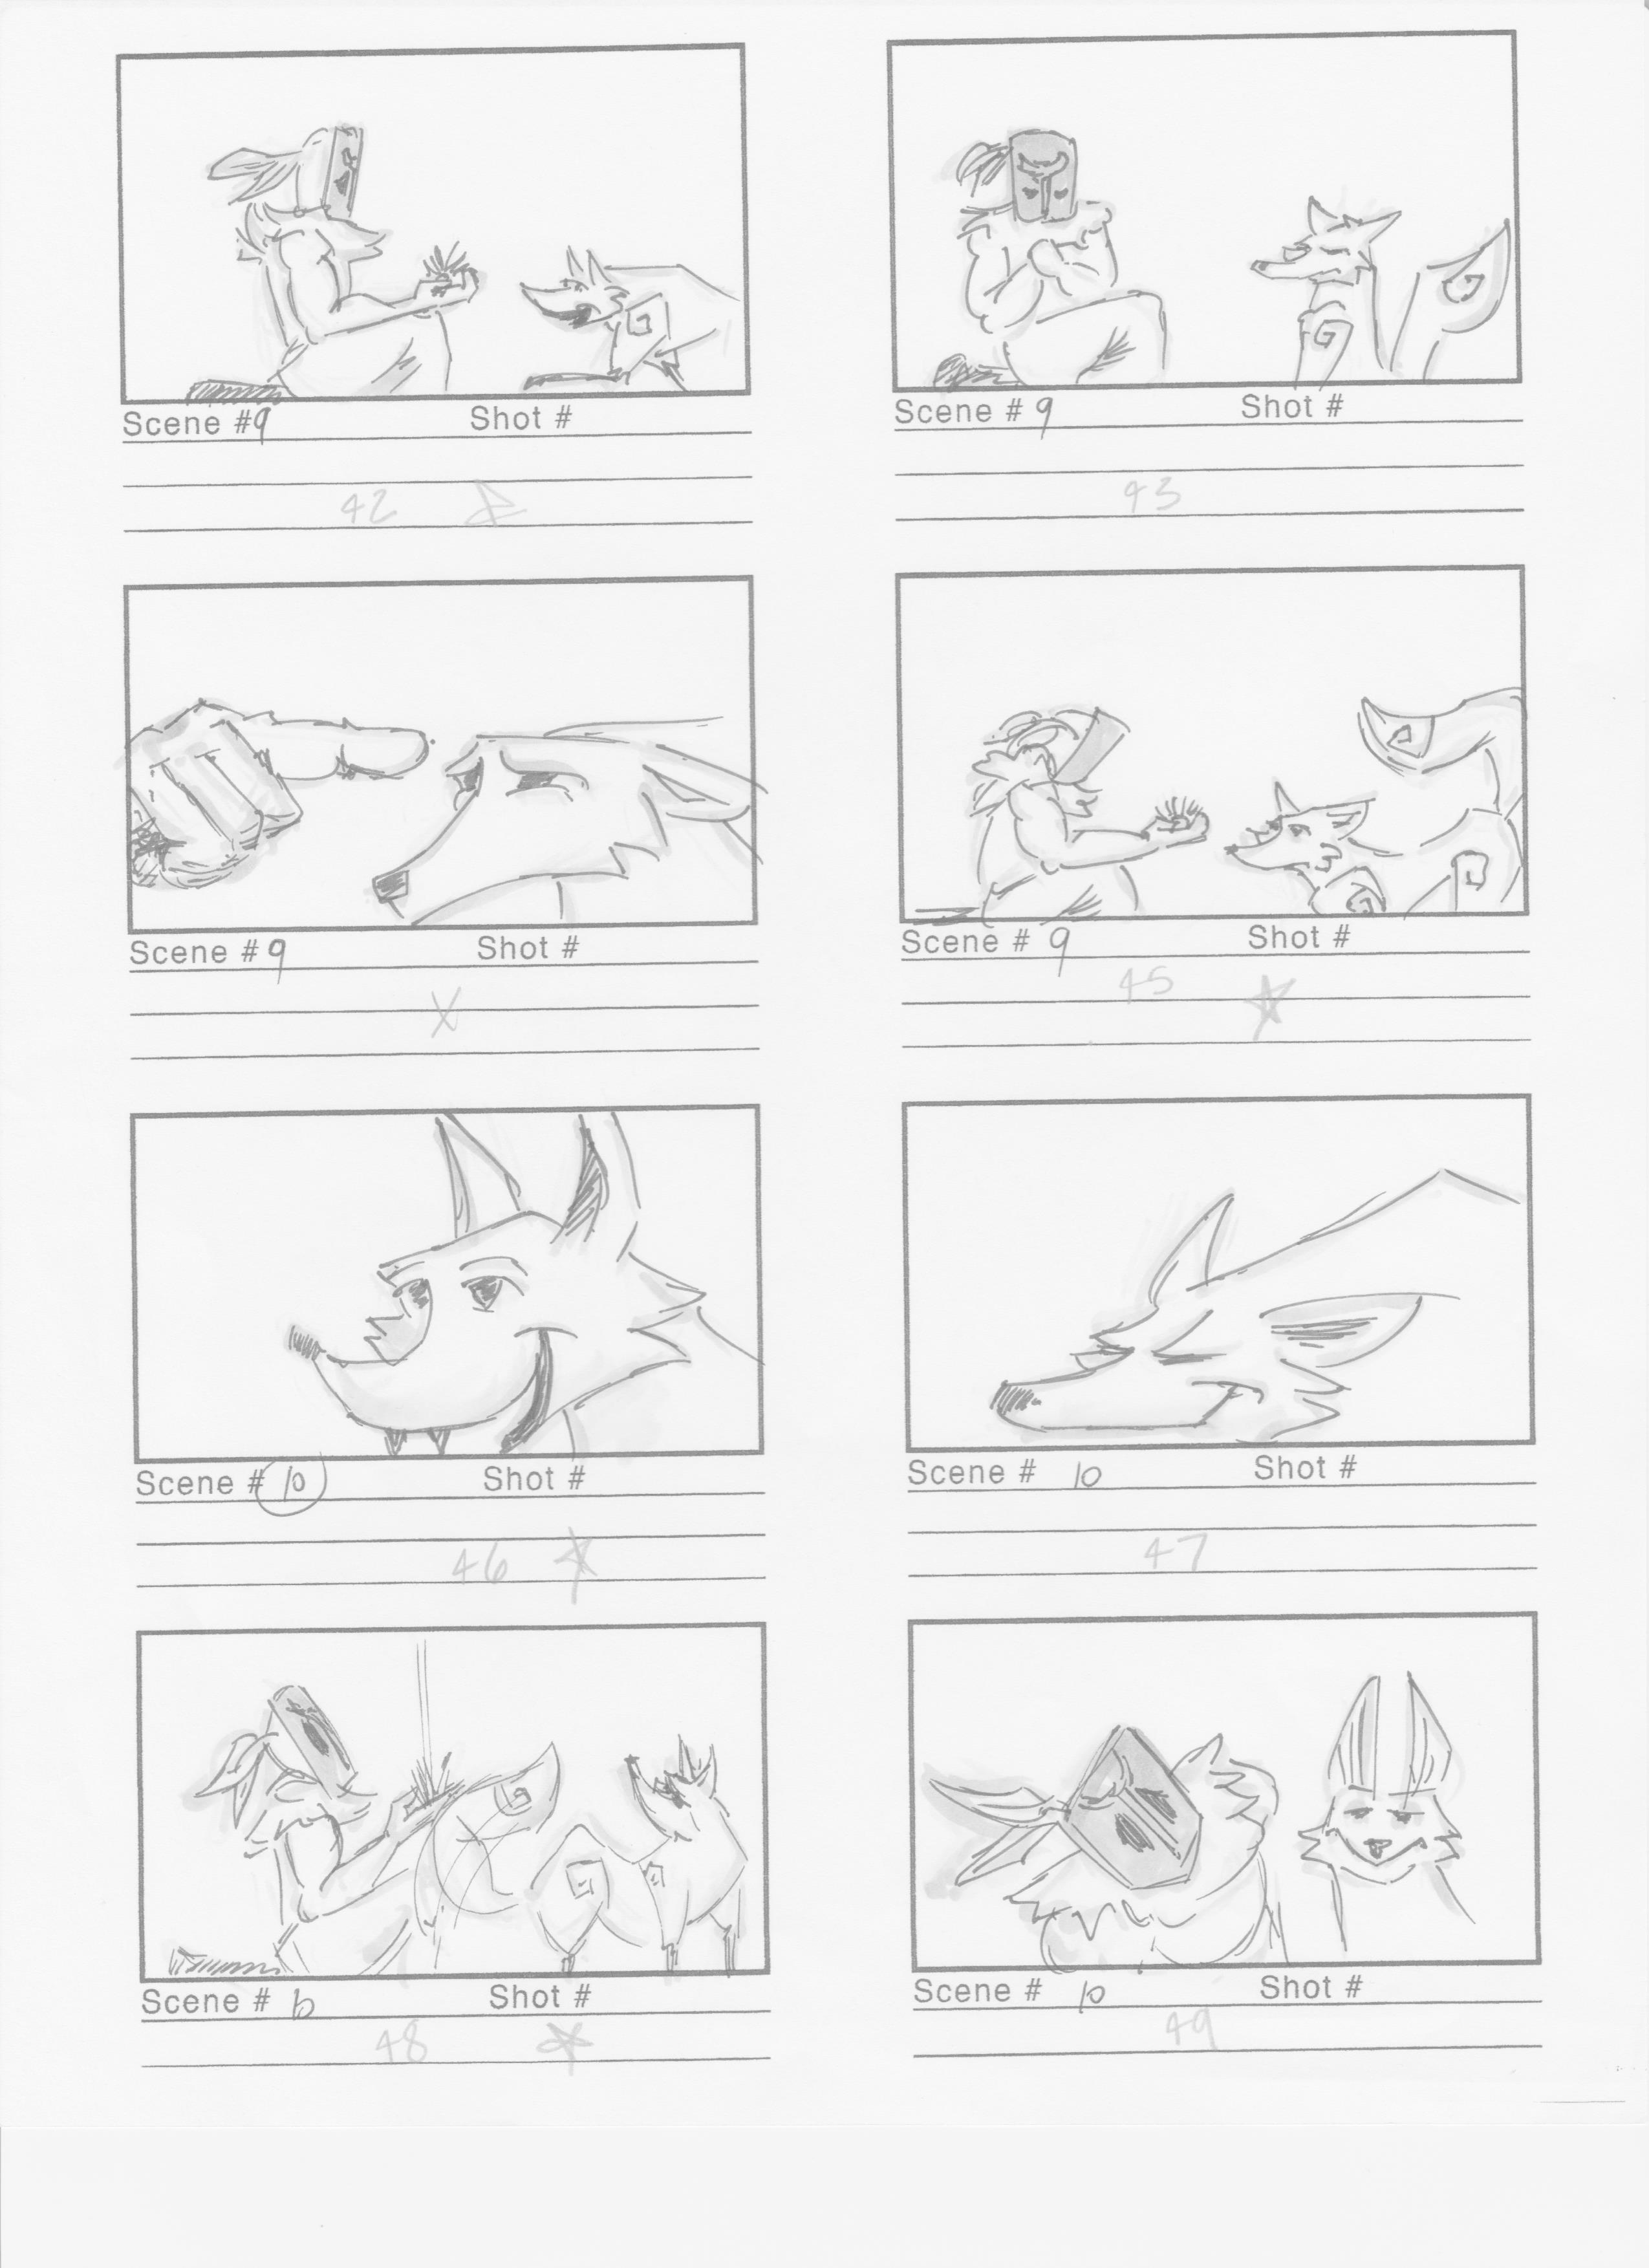 Scene #9 Shot #
42
Scene # 9 Shot #
43
Scene # 9 Shot #
Scene # 9 Shot #
45
Scene # 10 Shot #
46
Scene # 10 Shot #
47
Scene # 10 Shot #
48
Scene # 10 Shot #
49